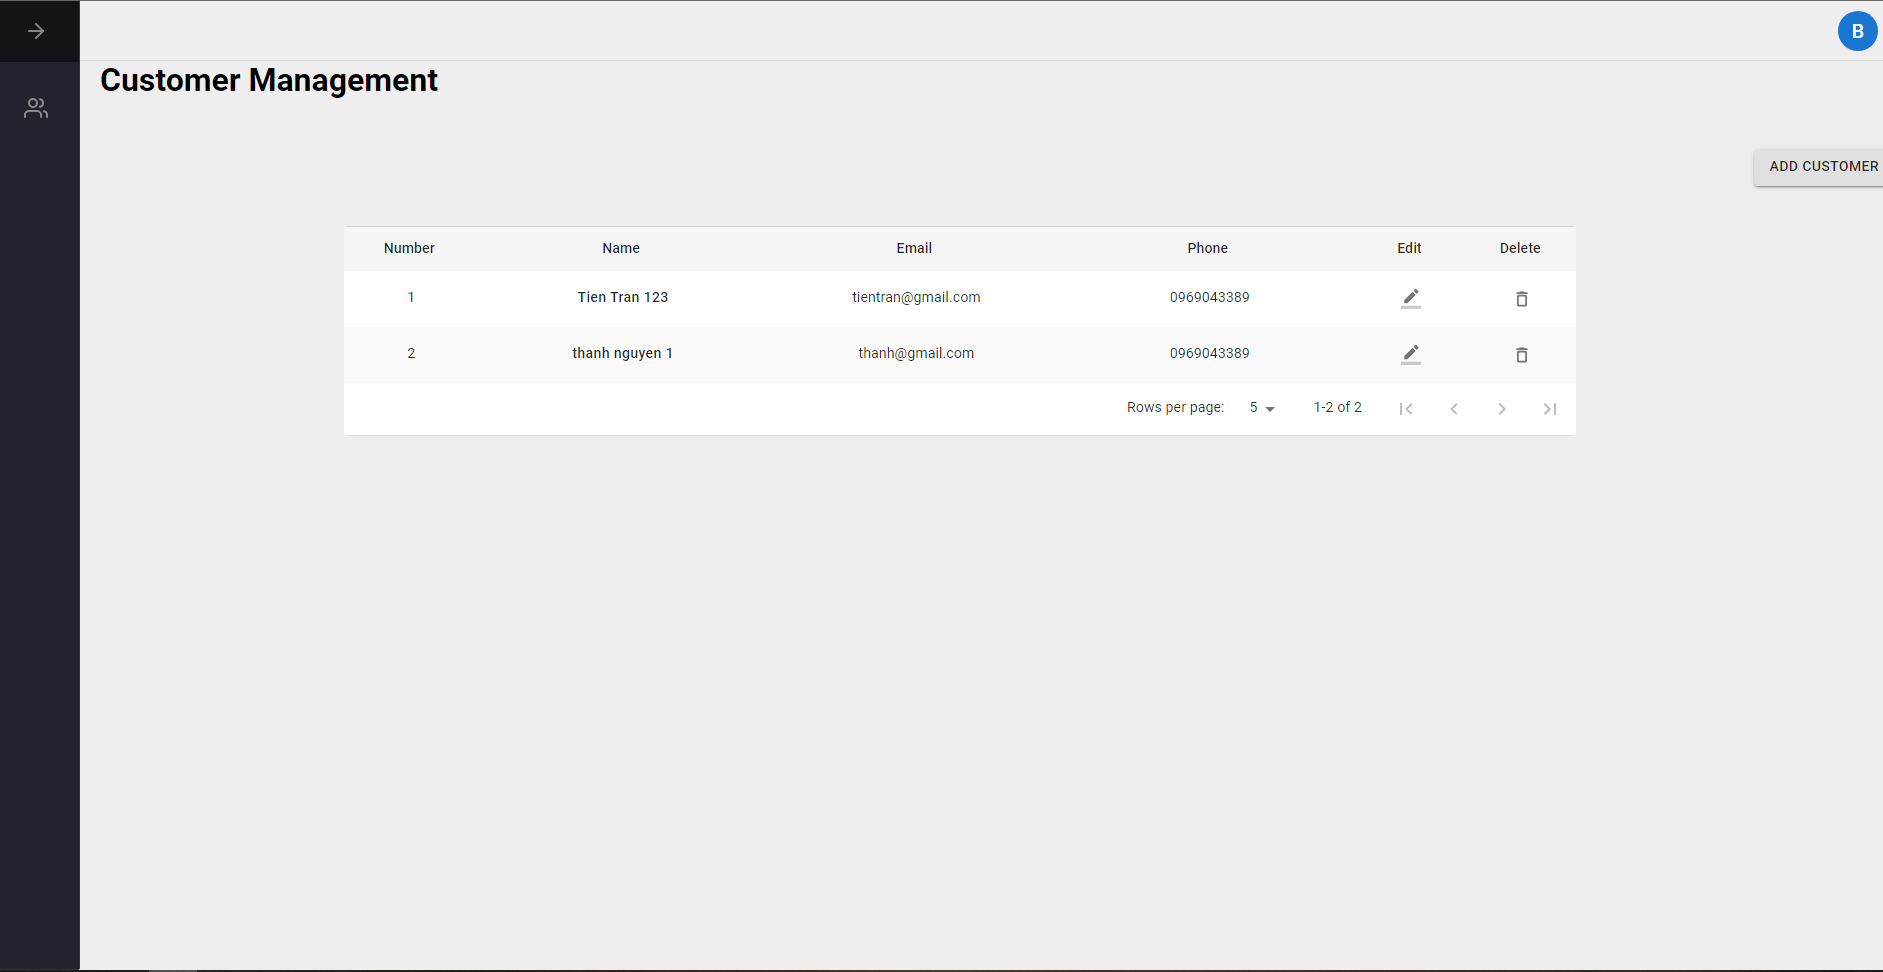 B
Customer Management
ADD CUSTOMER
Number Name Email Phone Edit Delete
1 Tien Tran 123 tientran@gmail.com 0969043389
2 thanh nguyen 1 thanh@gmail.com 0969043389
Rows per page: 5 1-2 of 2